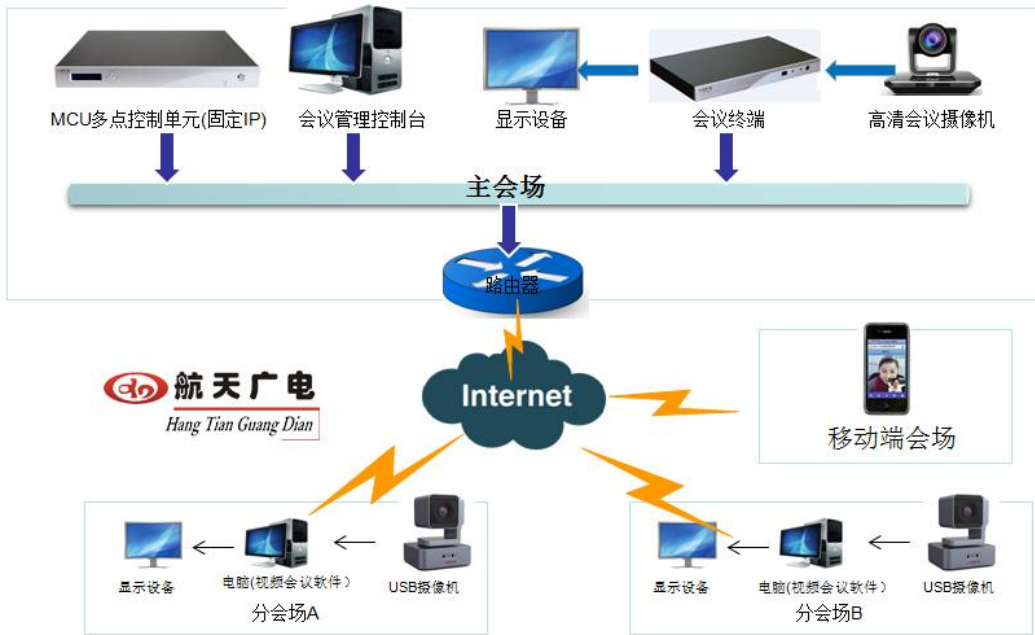 MCU多点控制单元(固定IP)
会议管理控制台
显示设备
会议终端
高清会议摄像机
主会场
路由器
Internet
航天广电
Hang Tian Guang Dian
移动端会场
显示设备
电脑(视频会议软件）
USB摄像机
分会场A
显示设备
电脑(视频会议软件）
USB摄像机
分会场B